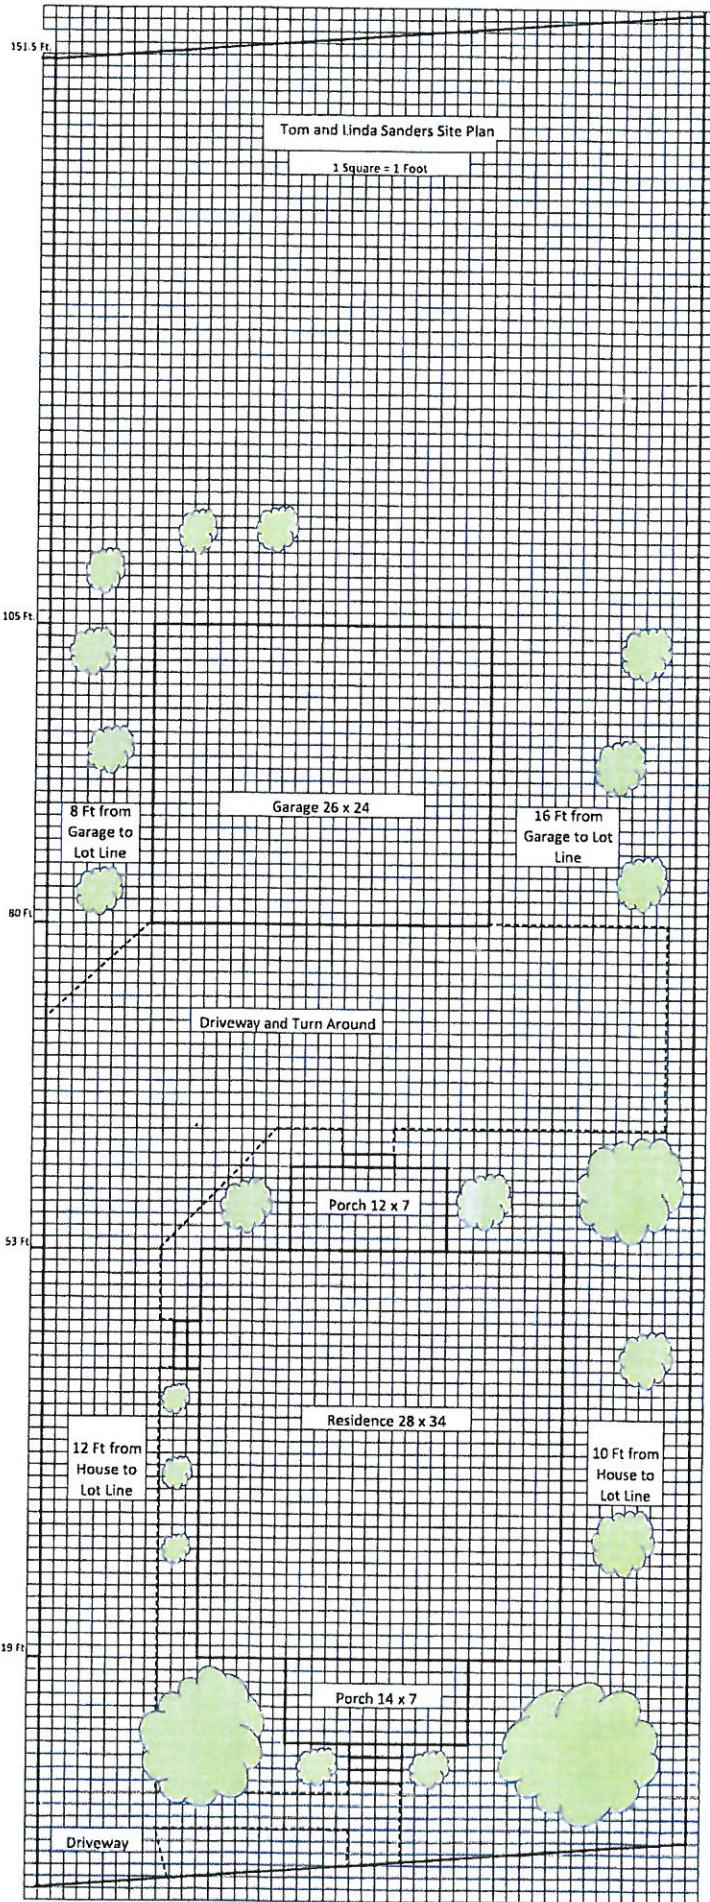 151.5 Ft.
Tom and Linda Sanders Site Plan
1 Square = 1 Foot
105 Ft.
8 Ft from
Garage to
Lot Line
Garage 26 x 24
16 Ft from
Garage to Lot
Line
80 Ft
Driveway and Turn Around
Porch 12 x 7
53 Ft
Residence 28 x 34
12 Ft from
House to
Lot Line
10 Ft from
House to
Lot Line
19 Ft
Porch 14 x 7
Driveway